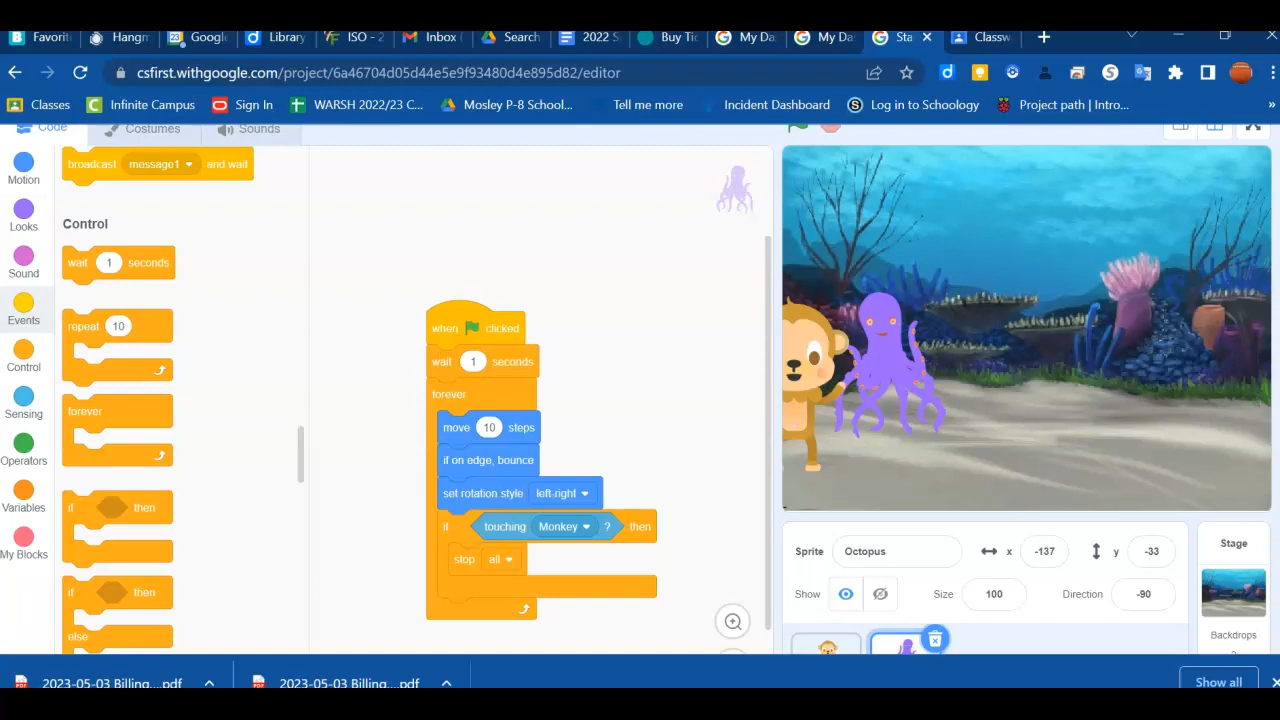 Favorit
Hangm
Googl
Library
ISO - 2
Inbox (
Search
2022 S
Buy Tic
My Da
My Da
Sta
Classw
csfirst.withgoogle.com/project/6a46704d05d44e5e9f93480d4e895d82/editor
Classes
Infinite Campus
Sign In
WARSH 2022/23 C...
Mosley P-8 School...
Tell me more
Incident Dashboard
Log in to Schoology
Project path | Intro...
Code
Costumes
Sounds
Motion
Looks
Sound
Events
Control
Sensing
Operators
Variables
My Blocks
broadcast message1 and wait
Control
wait 1 seconds
repeat 10
forever
if then
if then
else
when clicked
wait 1 seconds
forever
move 10 steps
if on edge, bounce
set rotation style left-right
if touching Monkey ? then
stop all
Sprite Octopus x -137 y -33
Show Size 100 Direction -90
Stage
Backdrops
2023-05-03 Billing....pdf
2023-05-03 Billing....pdf
Show all